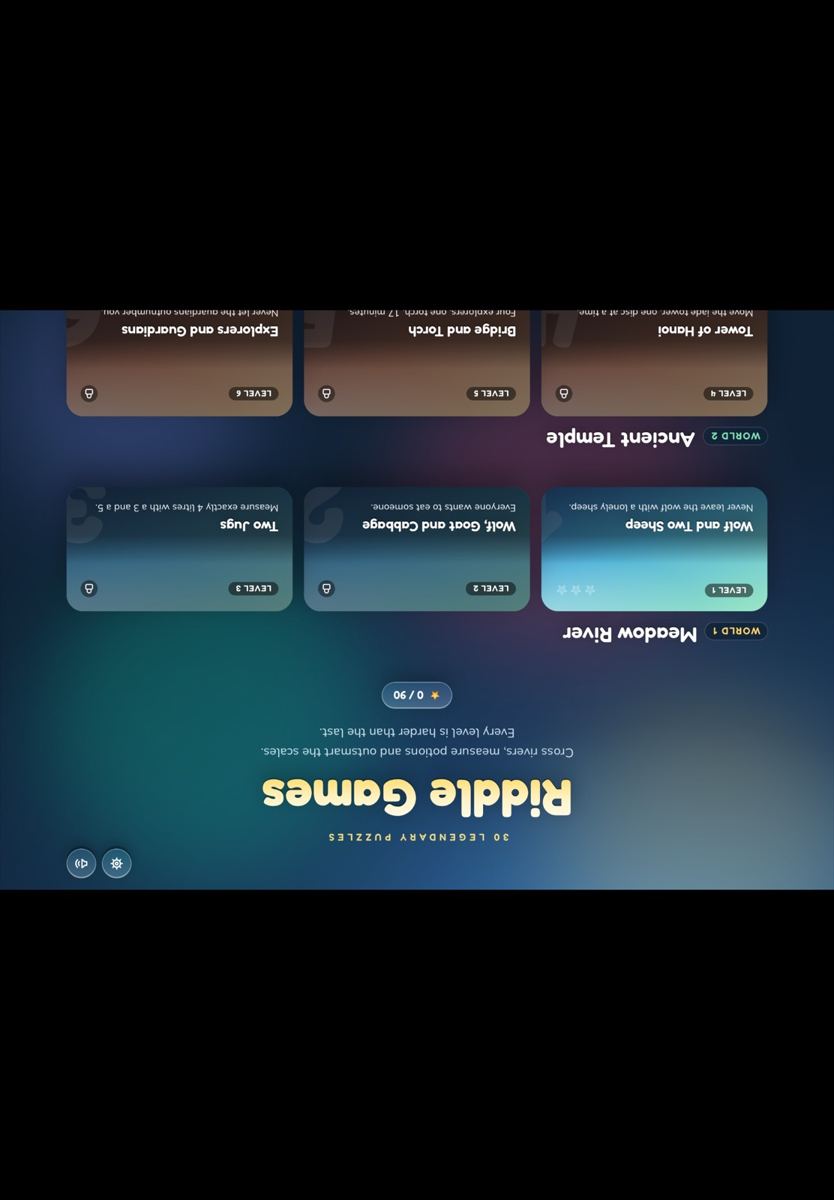 30 LEGENDARY PUZZLES
Riddle Games
Cross rivers, measure potions and outsmart the scales.
Every level is harder than the last.
0 / 90
WORLD 1 Meadow River
LEVEL 1
Wolf and Two Sheep
Never leave the wolf with a lonely sheep.
LEVEL 2
Wolf, Goat and Cabbage
Everyone wants to eat someone.
2
LEVEL 3
Two Jugs
Measure exactly 4 litres with a 3 and a 5.
3
WORLD 2 Ancient Temple
LEVEL 4
Tower of Hanoi
Move the jade tower, one disc at a time.
4
LEVEL 5
Bridge and Torch
Four explorers, one torch, 17 minutes.
5
LEVEL 6
Explorers and Guardians
Never let the guardians outnumber you
6